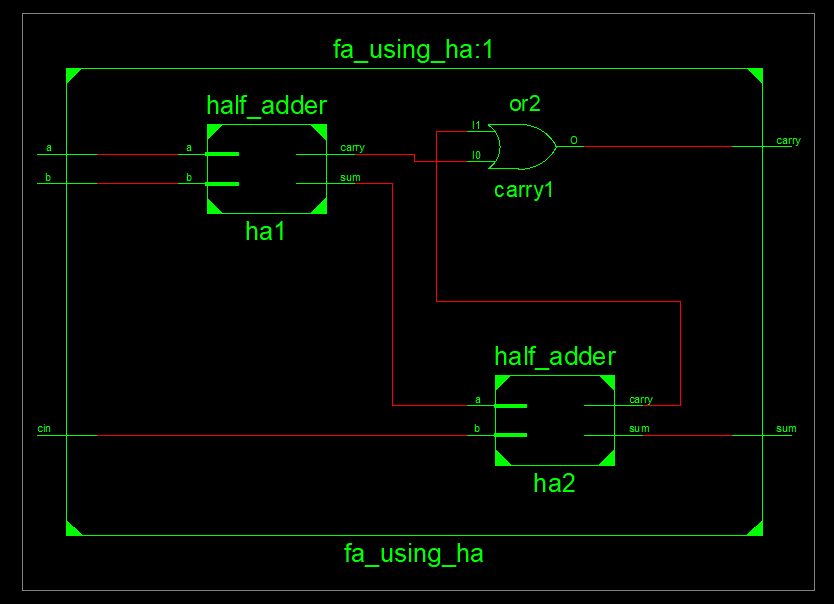 fa_using_ha:1
half_adder
or2
a
a
carry
I1
O
carry
I0
b
b
sum
carry1
ha1
half_adder
a
carry
cin
b
sum
sum
ha2
fa_using_ha